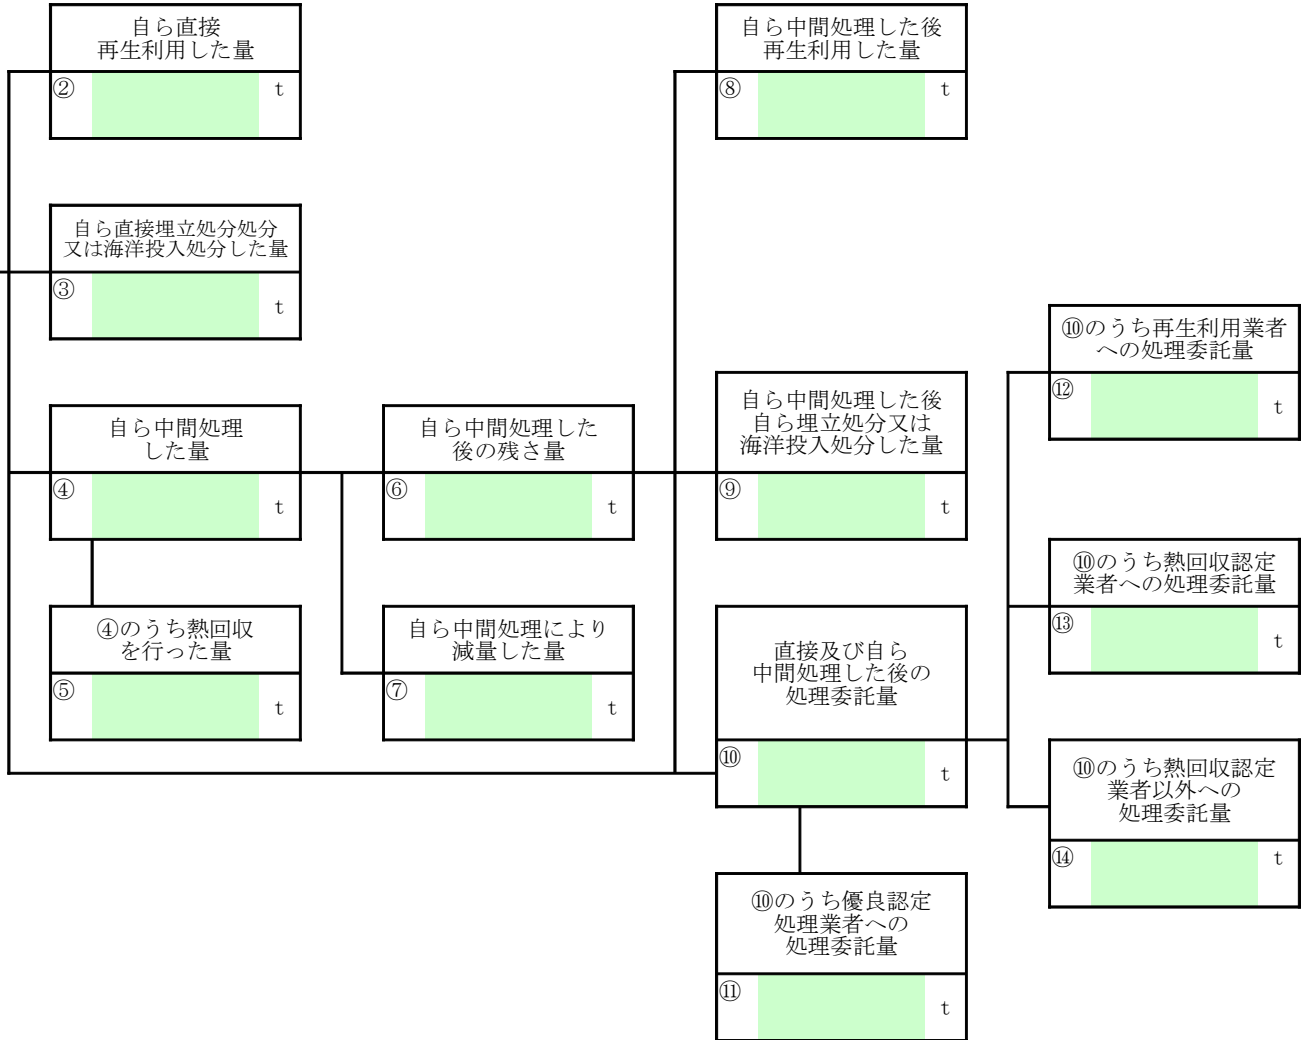 自ら直接
再生利用した量
②
t
自ら直接埋立処分処分
又は海洋投入処分した量
③
t
自ら中間処理
した量
④
t
④のうち熱回収
を行った量
⑤
t
自ら中間処理した
後の残さ量
⑥
t
自ら中間処理により
減量した量
⑦
t
自ら中間処理した後
再生利用した量
⑧
t
自ら中間処理した後
自ら埋立処分又は
海洋投入処分した量
⑨
t
直接及び自ら
中間処理した後の
処理委託量
⑩
t
⑩のうち優良認定
処理業者への
処理委託量
⑪
t
⑩のうち再生利用業者
への処理委託量
⑫
t
⑩のうち熱回収認定
業者への処理委託量
⑬
t
⑩のうち熱回収認定
業者以外への
処理委託量
⑭
t